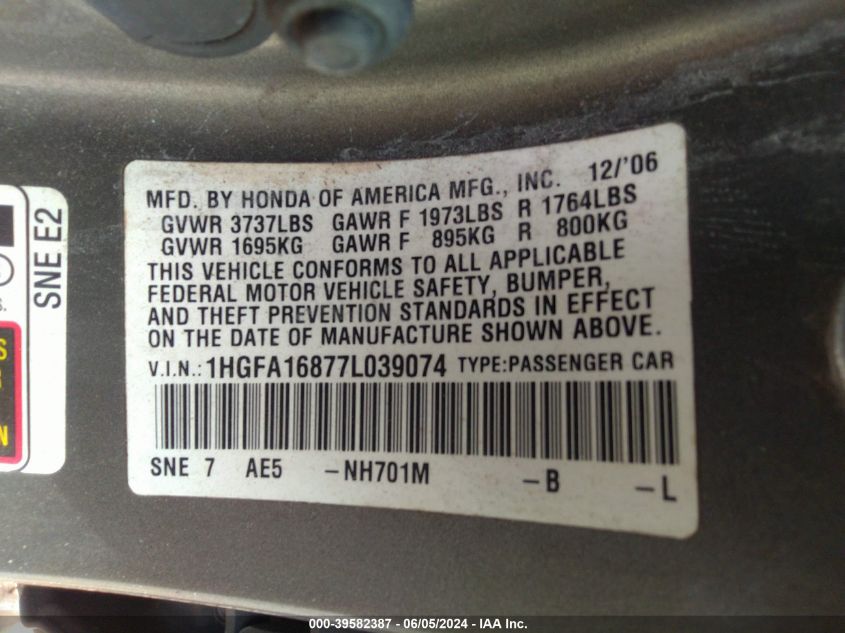 MFD. BY HONDA OF AMERICA MFG., INC. 12/'06
GVWR 3737LBS GAWR F 1973LBS R 1764LBS
GVWR 1695KG GAWR F 895KG R 800KG
THIS VEHICLE CONFORMS TO ALL APPLICABLE
FEDERAL MOTOR VEHICLE SAFETY, BUMPER,
AND THEFT PREVENTION STANDARDS IN EFFECT
ON THE DATE OF MANUFACTURE SHOWN ABOVE.
V.I.N.: 1HGFA16877L039074 TYPE:PASSENGER CAR
SNE 7 AE5 -NH701M -B -L
SNE E2
000-39582387 - 06/05/2024 - IAA Inc.